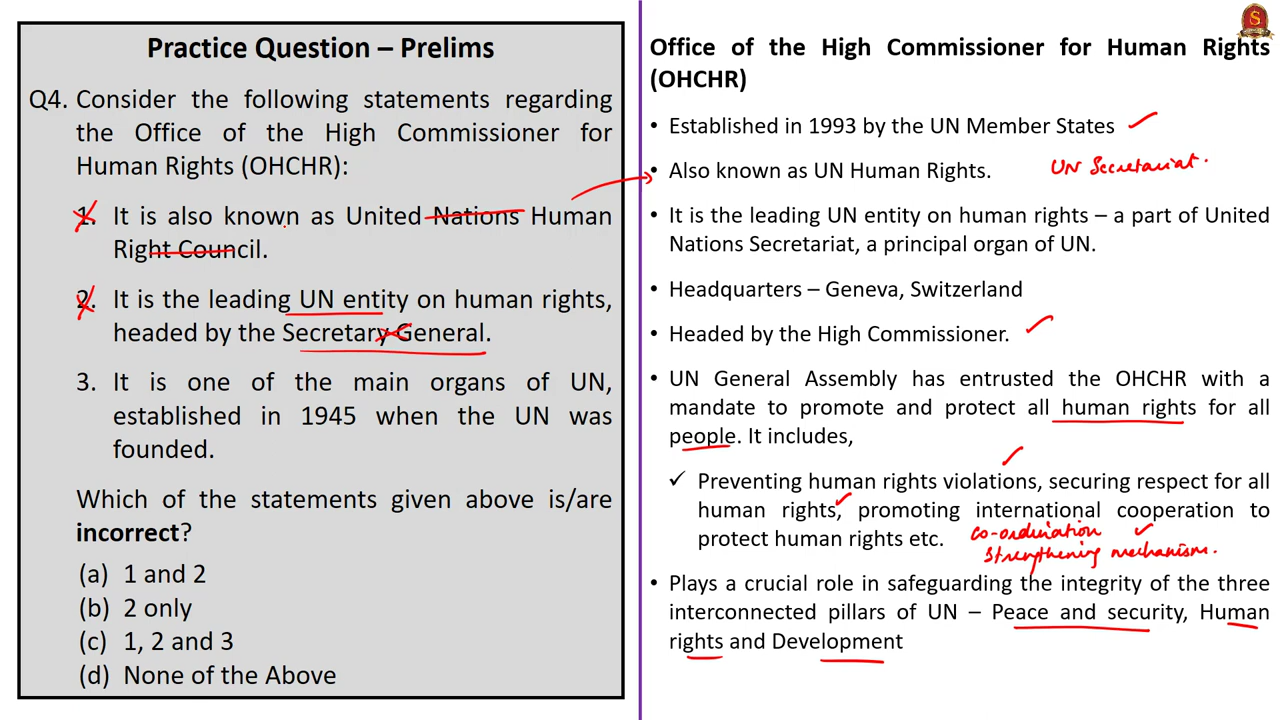 Practice Question – Prelims
Q4. Consider the following statements regarding
the Office of the High Commissioner for
Human Rights (OHCHR):
1. It is also known as United Nations Human
Right Council.
2. It is the leading UN entity on human rights,
headed by the Secretary General.
3. It is one of the main organs of UN,
established in 1945 when the UN was
founded.
Which of the statements given above is/are
incorrect?
(a) 1 and 2
(b) 2 only
(c) 1, 2 and 3
(d) None of the Above
Office of the High Commissioner for Human Rights
(OHCHR)
• Established in 1993 by the UN Member States
• Also known as UN Human Rights.
UN Secretariat.
• It is the leading UN entity on human rights – a part of United
Nations Secretariat, a principal organ of UN.
• Headquarters – Geneva, Switzerland
• Headed by the High Commissioner.
• UN General Assembly has entrusted the OHCHR with a
mandate to promote and protect all human rights for all
people. It includes,
✓ Preventing human rights violations, securing respect for all
human rights, promoting international cooperation to
protect human rights etc.
Co-ordination
Strengthening mechanism.
• Plays a crucial role in safeguarding the integrity of the three
interconnected pillars of UN – Peace and security, Human
rights and Development